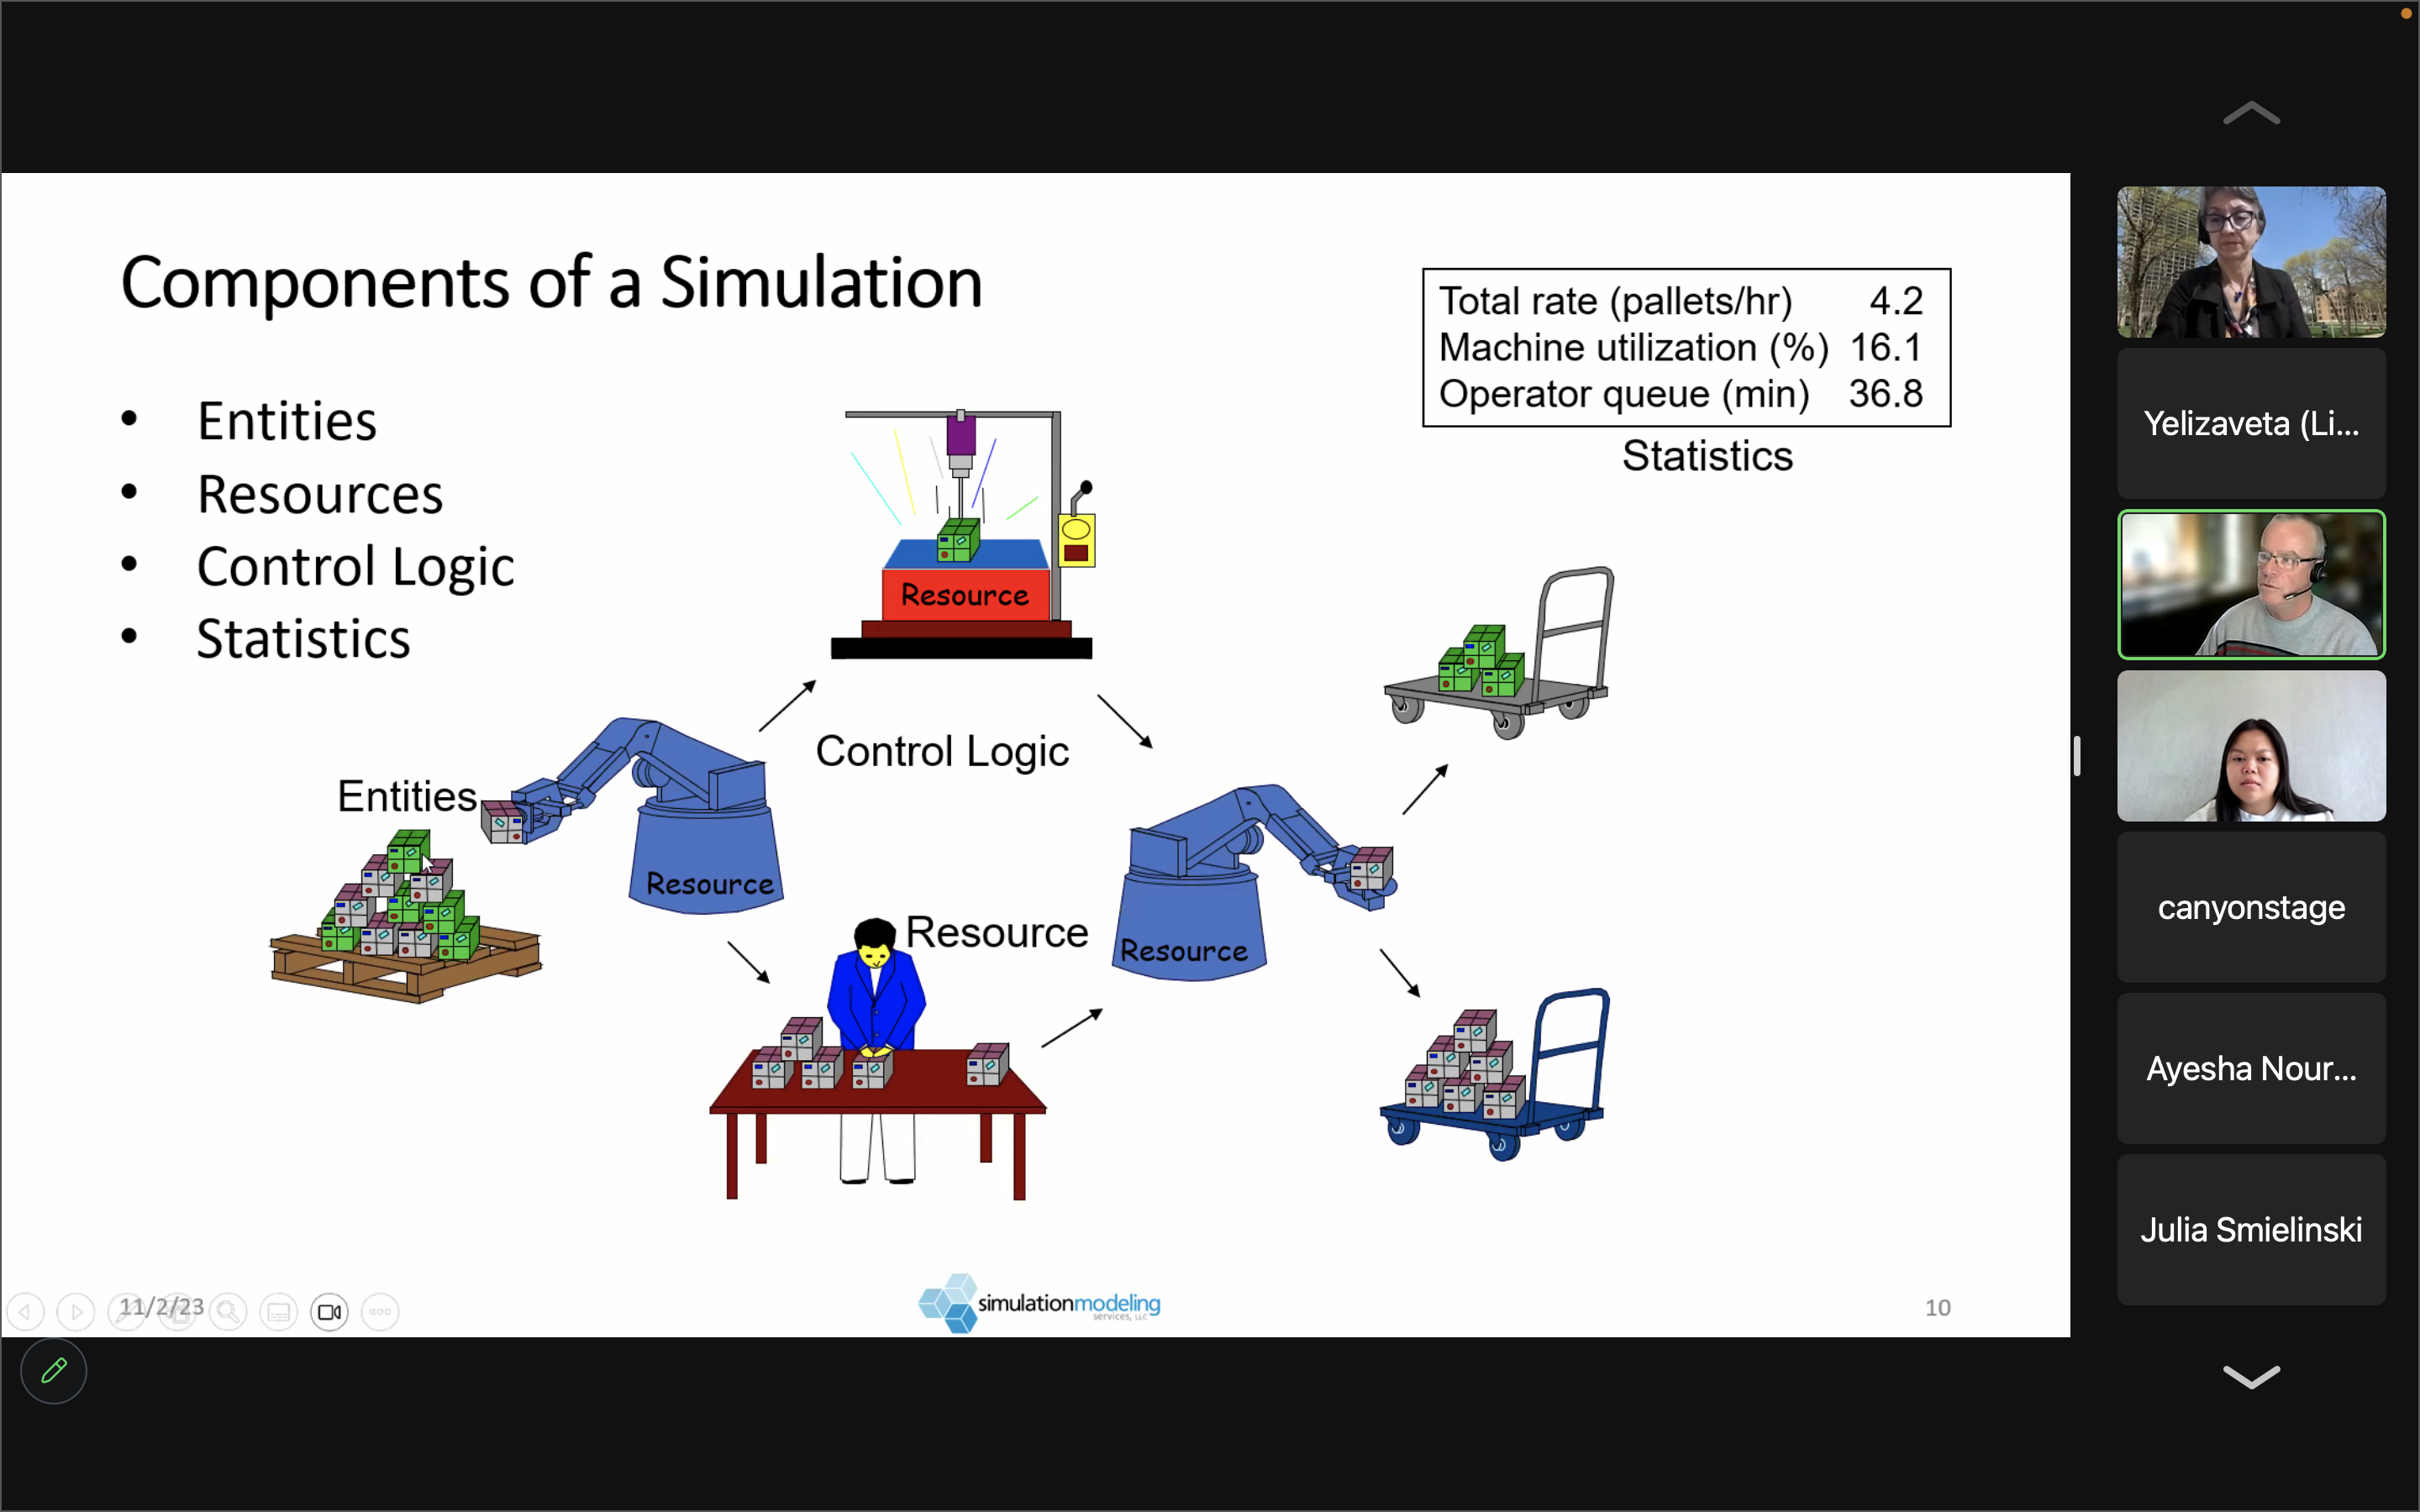 Components of a Simulation
• Entities
• Resources
• Control Logic
• Statistics
Total rate (pallets/hr) 4.2
Machine utilization (%) 16.1
Operator queue (min) 36.8
Statistics
Resource
Control Logic
Entities
Resource
Resource
Resource
11/2/23
simulationmodeling
services, LLC
10
Yelizaveta (Li...
canyonstage
Ayesha Nour...
Julia Smielinski